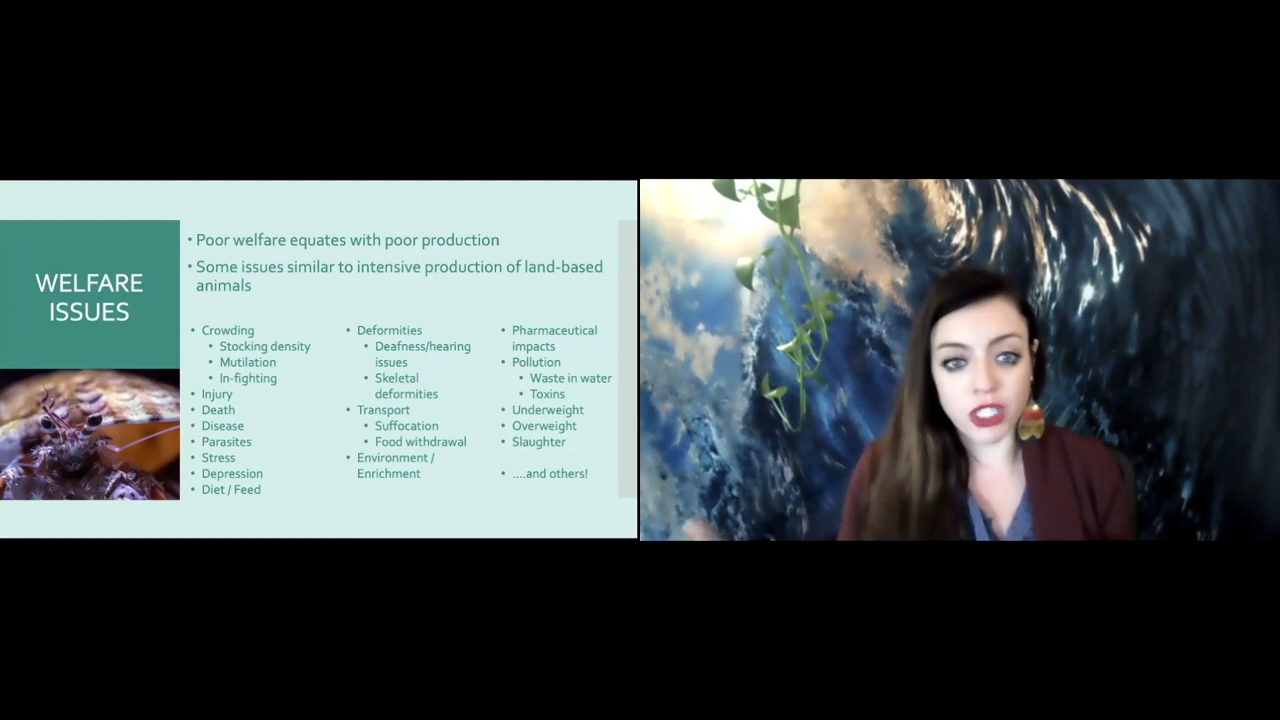 WELFARE
ISSUES
• Poor welfare equates with poor production
• Some issues similar to intensive production of land-based
animals
• Crowding
• Stocking density
• Mutilation
• In-fighting
• Injury
• Death
• Disease
• Parasites
• Stress
• Depression
• Diet / Feed
• Deformities
• Deafness/hearing
issues
• Skeletal
deformities
• Transport
• Suffocation
• Food withdrawal
• Environment /
Enrichment
• Pharmaceutical
impacts
• Pollution
• Waste in water
• Toxins
• Underweight
• Overweight
• Slaughter
• ....and others!